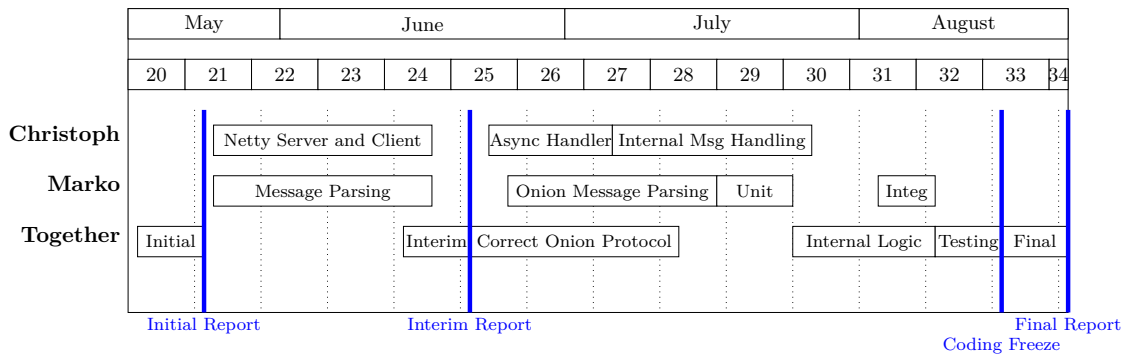 May June July August
20 21 22 23 24 25 26 27 28 29 30 31 32 33 34
Christoph Netty Server and Client Async Handler Internal Msg Handling
Marko Message Parsing Onion Message Parsing Unit Integ
Together Initial Interim Correct Onion Protocol Internal Logic Testing Final
Initial Report Interim Report Final Report
Coding Freeze